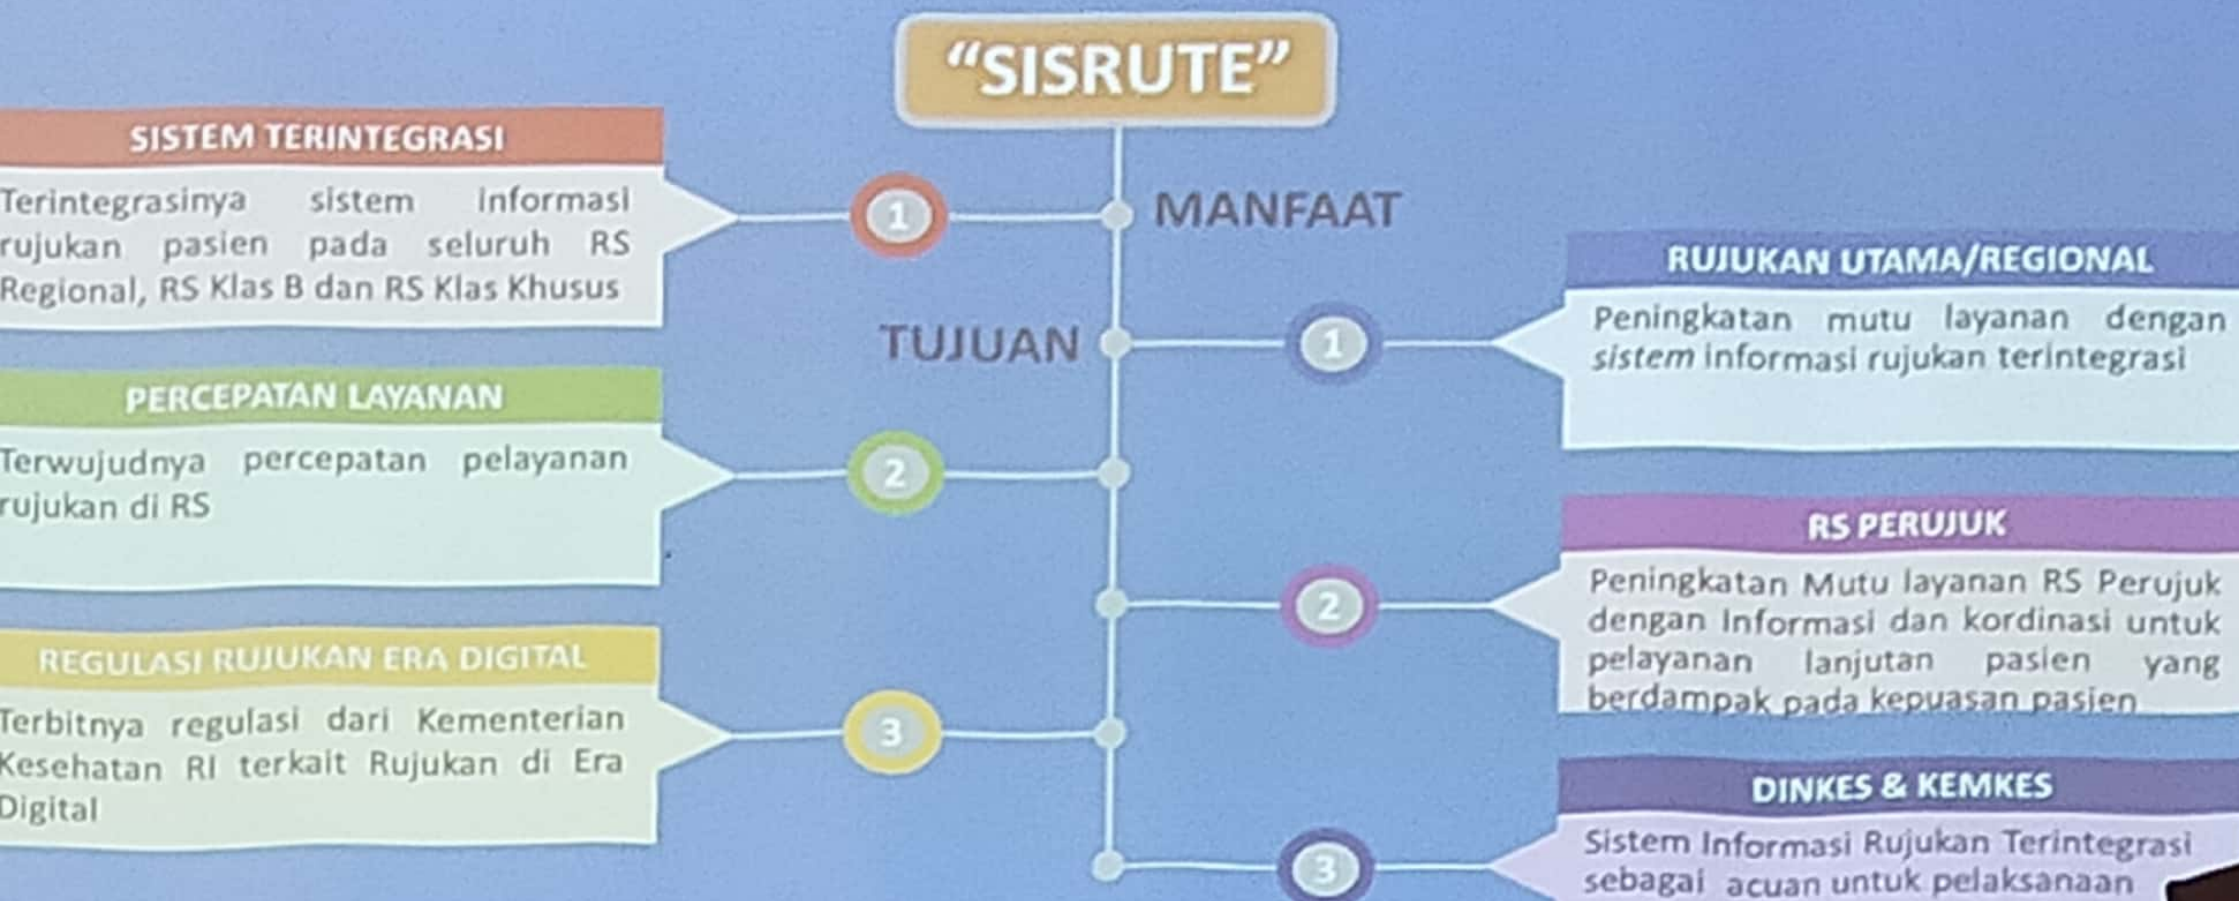 “SISRUTE”
SISTEM TERINTEGRASI
Terintegrasinya sistem informasi
rujukan pasien pada seluruh RS
Regional, RS Klas B dan RS Klas Khusus
1
MANFAAT
TUJUAN
PERCEPATAN LAYANAN
Terwujudnya percepatan pelayanan
rujukan di RS
2
REGULASI RUJUKAN ERA DIGITAL
Terbitnya regulasi dari Kementerian
Kesehatan RI terkait Rujukan di Era
Digital
3
RUJUKAN UTAMA/REGIONAL
Peningkatan mutu layanan dengan
sistem informasi rujukan terintegrasi
1
RS PERUJUK
Peningkatan Mutu layanan RS Perujuk
dengan Informasi dan kordinasi untuk
pelayanan lanjutan pasien yang
berdampak pada kepuasan pasien
2
DINKES & KEMKES
Sistem Informasi Rujukan Terintegrasi
sebagai acuan untuk pelaksanaan
3